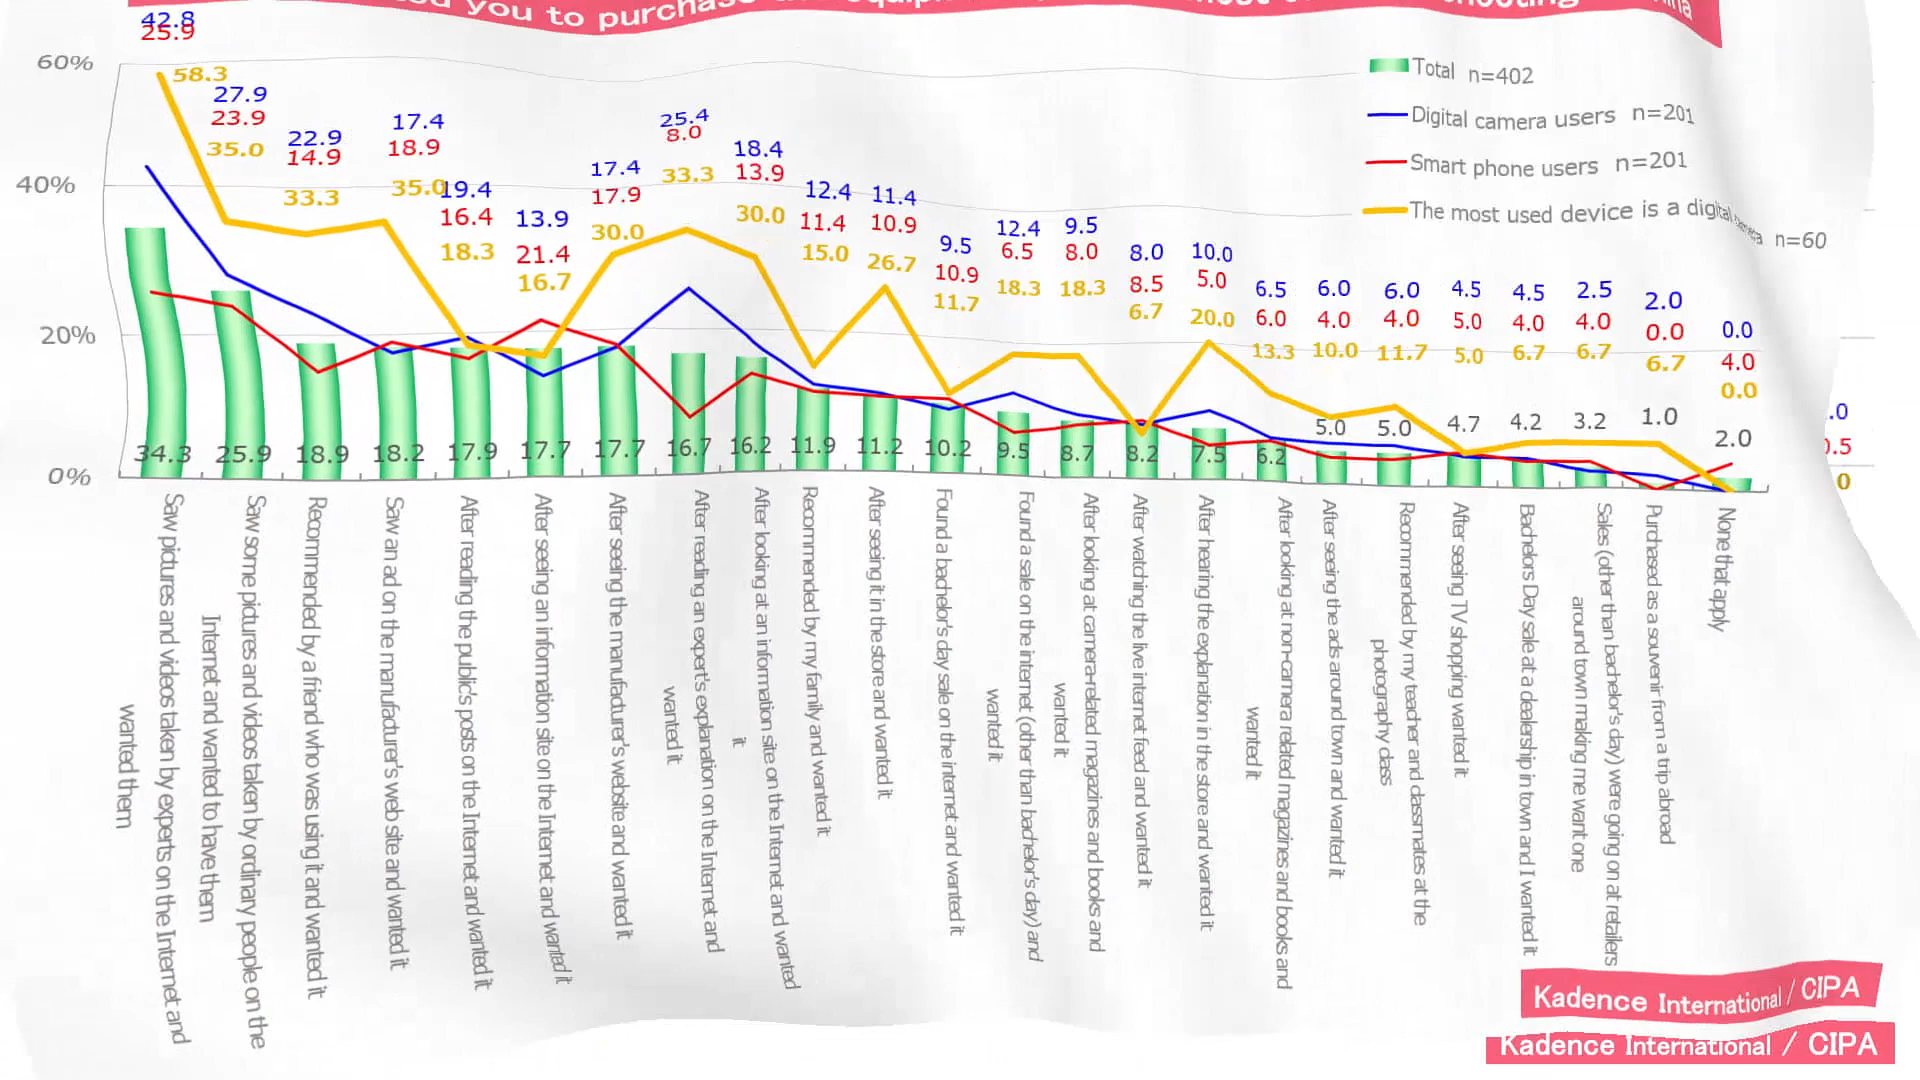 you to purchase
42.8
25.9
60%
40%
20%
0%
58.3
27.9
23.9
35.0
22.9
14.9
33.3
17.4
18.9
35.0
19.4
16.4
18.3
13.9
21.4
16.7
17.4
17.9
30.0
25.4
8.0
33.3
18.4
13.9
30.0
12.4
11.4
15.0
11.4
10.9
26.7
9.5
10.9
11.7
12.4
6.5
18.3
9.5
8.0
18.3
8.0
8.5
6.7
10.0
5.0
20.0
6.5
6.0
13.3
6.0
4.0
10.0
6.0
4.0
11.7
4.5
5.0
5.0
4.5
4.0
6.7
2.5
4.0
6.7
2.0
0.0
6.7
0.0
4.0
0.0
Total n=402
Digital camera users n=201
Smart phone users n=201
The most used device is a digital camera n=60
34.3 25.9 18.9 18.2 17.9 17.7 17.7 16.7 16.2 11.9 11.2 10.2 9.5 8.7 8.2 7.5 6.2 5.0 5.0 4.7 4.2 3.2 1.0 2.0
.0
0.5
0
Saw pictures and videos taken by experts on the Internet and
wanted them
Saw some pictures and videos taken by ordinary people on the
Internet and wanted to have them
Recommended by a friend who was using it and wanted it
Saw an ad on the manufacturer's web site and wanted it
After reading the public's posts on the Internet and wanted it
After seeing an information site on the Internet and wanted it
After seeing the manufacturer's website and wanted it
After reading an expert's explanation on the Internet and
wanted it
After looking at an information site on the Internet and wanted
it
Recommended by my family and wanted it
After seeing it in the store and wanted it
Found a bachelor's day sale on the internet and wanted it
Found a sale on the internet (other than bachelor's day) and
wanted it
After looking at camera-related magazines and books and
wanted it
After watching the live internet feed and wanted it
After hearing the explanation in the store and wanted it
After looking at non-camera related magazines and books and
wanted it
After seeing the ads around town and wanted it
Recommended by my teacher and classmates at the
photography class
After seeing TV shopping wanted it
Bachelors Day sale at a dealership in town and I wanted it
Sales (other than bachelor's day) were going on at retailers
around town making me want one
Purchased as a souvenir from a trip abroad
None that apply
Kadence International / CIPA
Kadence International / CIPA